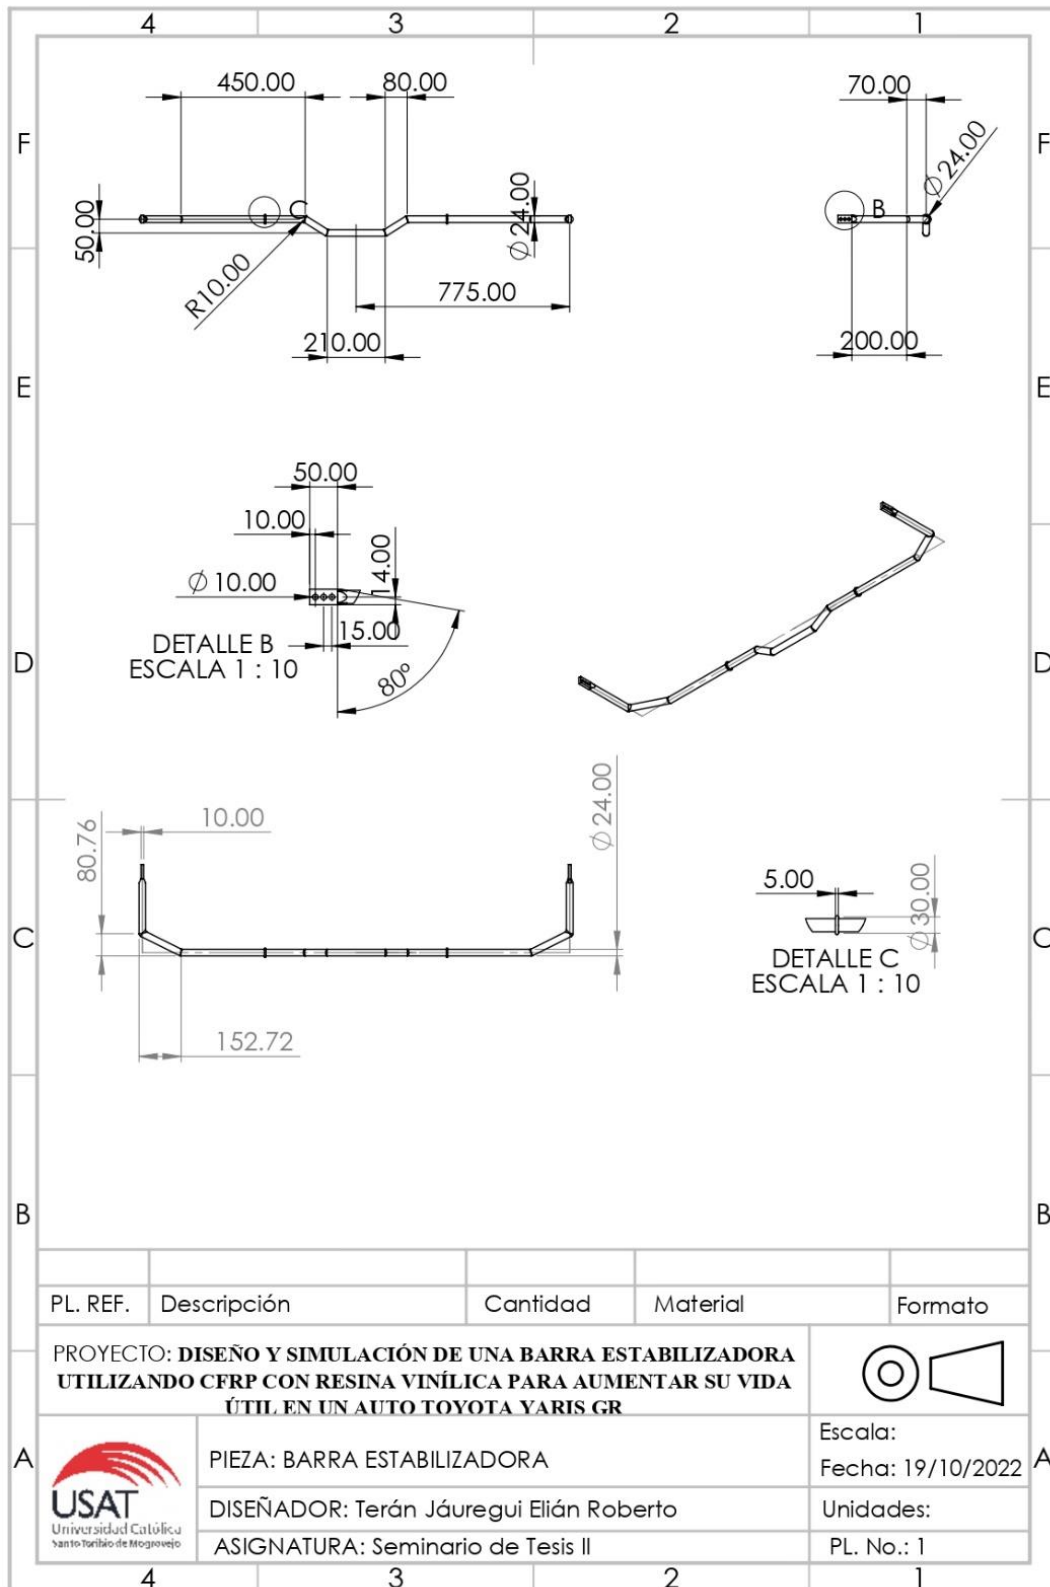 4 3 2 1
F F
E E
D D
C C
B B
A A
450.00 80.00
50.00
C
R10.00
Ø 24.00
775.00
210.00
70.00
Ø 24.00
B
200.00
50.00
10.00
Ø 10.00
14.00
15.00
80°
DETALLE B
ESCALA 1 : 10
80.76
10.00
Ø 24.00
152.72
5.00
Ø 30.00
DETALLE C
ESCALA 1 : 10
PL. REF. Descripción Cantidad Material Formato
PROYECTO: DISEÑO Y SIMULACIÓN DE UNA BARRA ESTABILIZADORA
UTILIZANDO CFRP CON RESINA VINÍLICA PARA AUMENTAR SU VIDA
ÚTIL EN UN AUTO TOYOTA YARIS GR
USAT
Universidad Católica
Santo Toribio de Mogrovejo
PIEZA: BARRA ESTABILIZADORA
Escala:
Fecha: 19/10/2022
DISEÑADOR: Terán Jáuregui Elián Roberto
Unidades:
ASIGNATURA: Seminario de Tesis II
PL. No.: 1
4 3 2 1